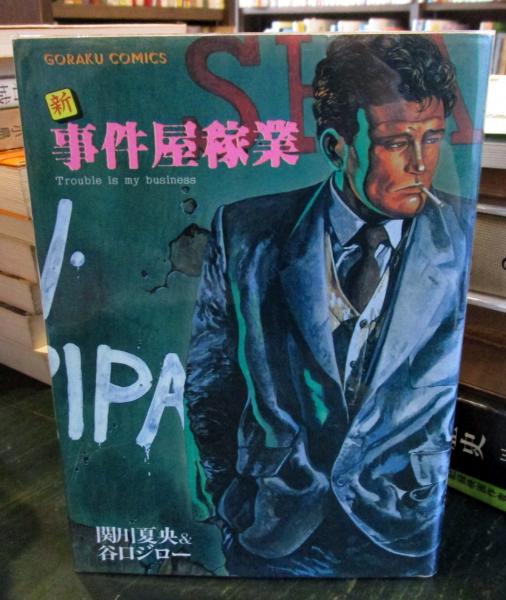 GORAKU COMICS
新
事件屋稼業
Trouble is my business
PIPA
関川夏央&
谷口ジロー
史